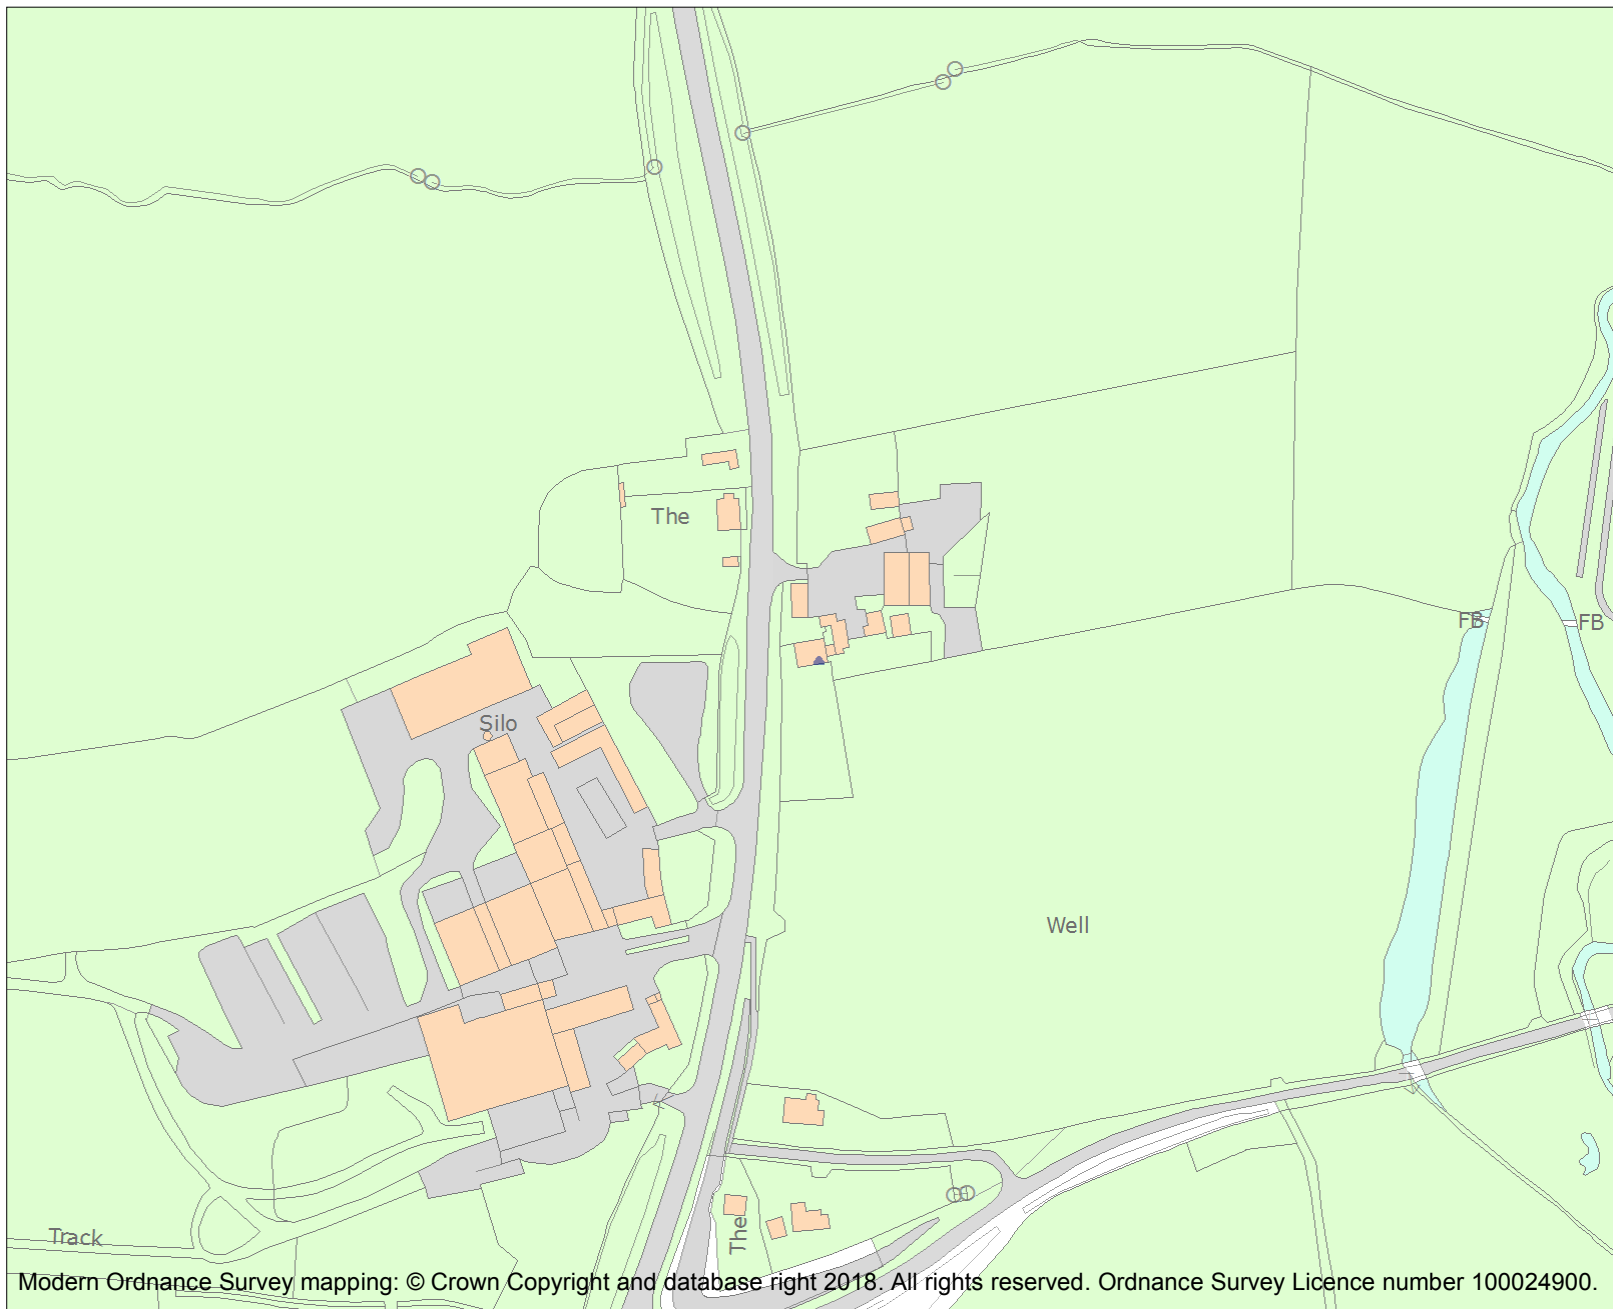 The
Silo
FB
FB
Well
The
Track
Modern Ordnance Survey mapping: © Crown Copyright and database right 2018. All rights reserved. Ordnance Survey Licence number 100024900.